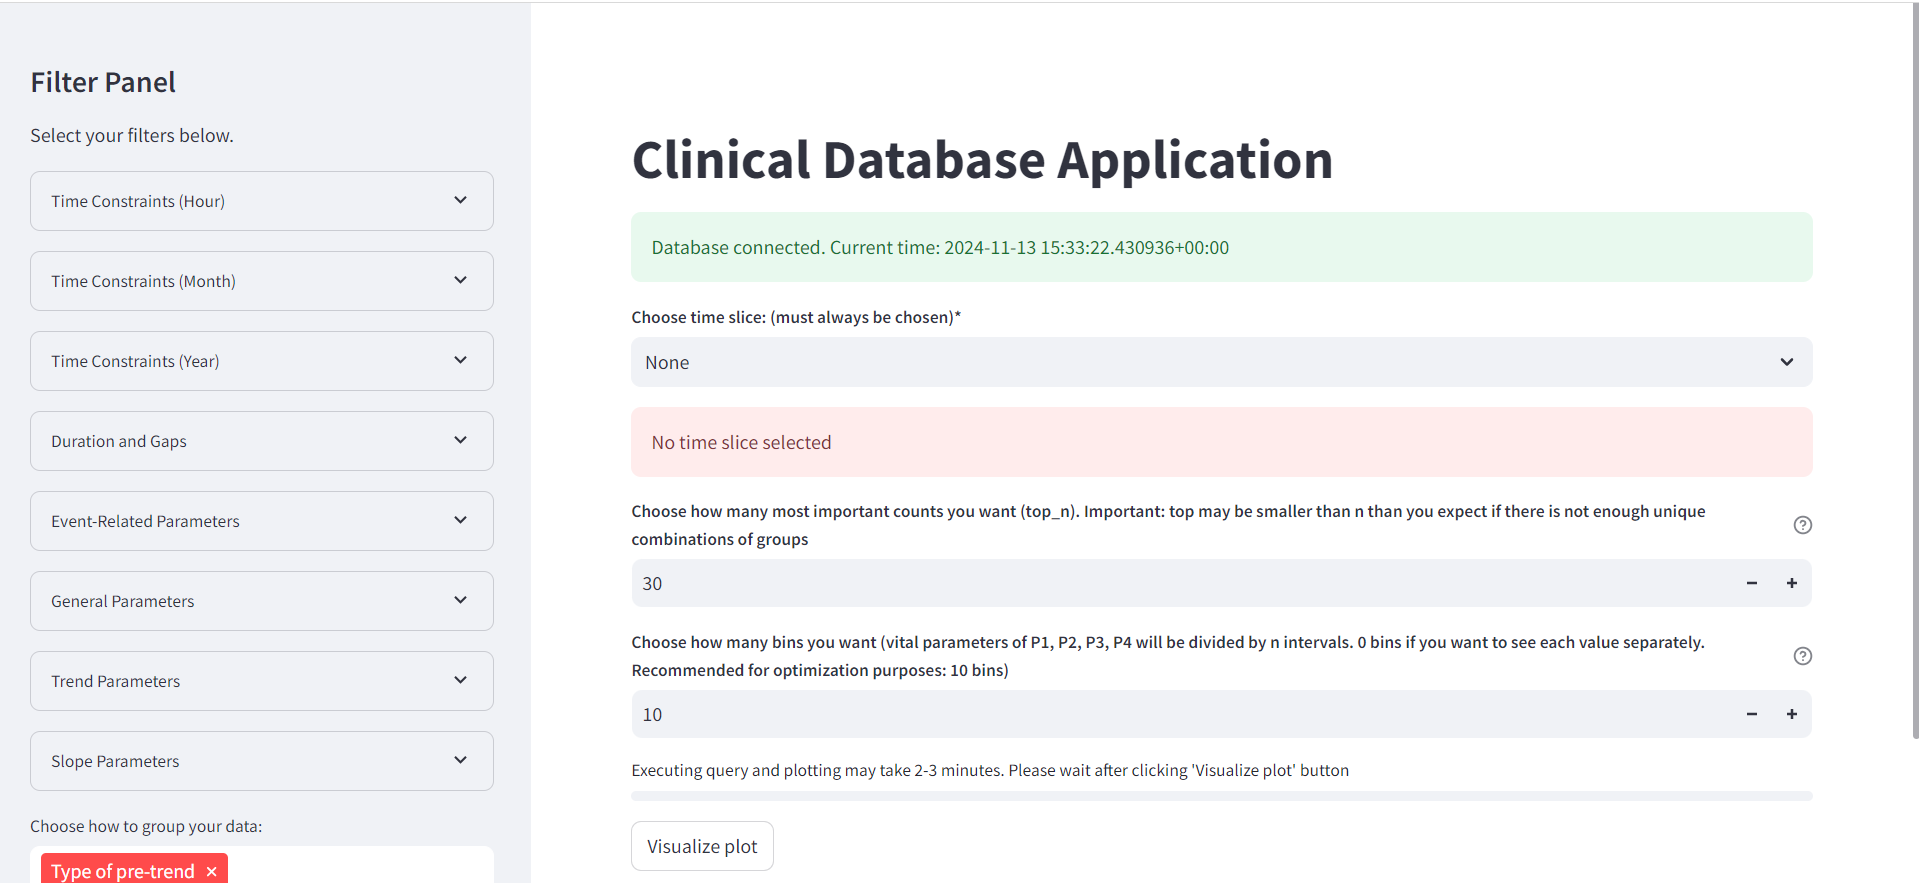 Filter Panel
Select your filters below.
Time Constraints (Hour)
Time Constraints (Month)
Time Constraints (Year)
Duration and Gaps
Event-Related Parameters
General Parameters
Trend Parameters
Slope Parameters
Choose how to group your data:
Type of pre-trend ×
Clinical Database Application
Database connected. Current time: 2024-11-13 15:33:22.430936+00:00
Choose time slice: (must always be chosen)*
None
No time slice selected
Choose how many most important counts you want (top_n). Important: top may be smaller than n than you expect if there is not enough unique
combinations of groups
30
Choose how many bins you want (vital parameters of P1, P2, P3, P4 will be divided by n intervals. 0 bins if you want to see each value separately.
Recommended for optimization purposes: 10 bins)
10
Executing query and plotting may take 2-3 minutes. Please wait after clicking 'Visualize plot' button
Visualize plot